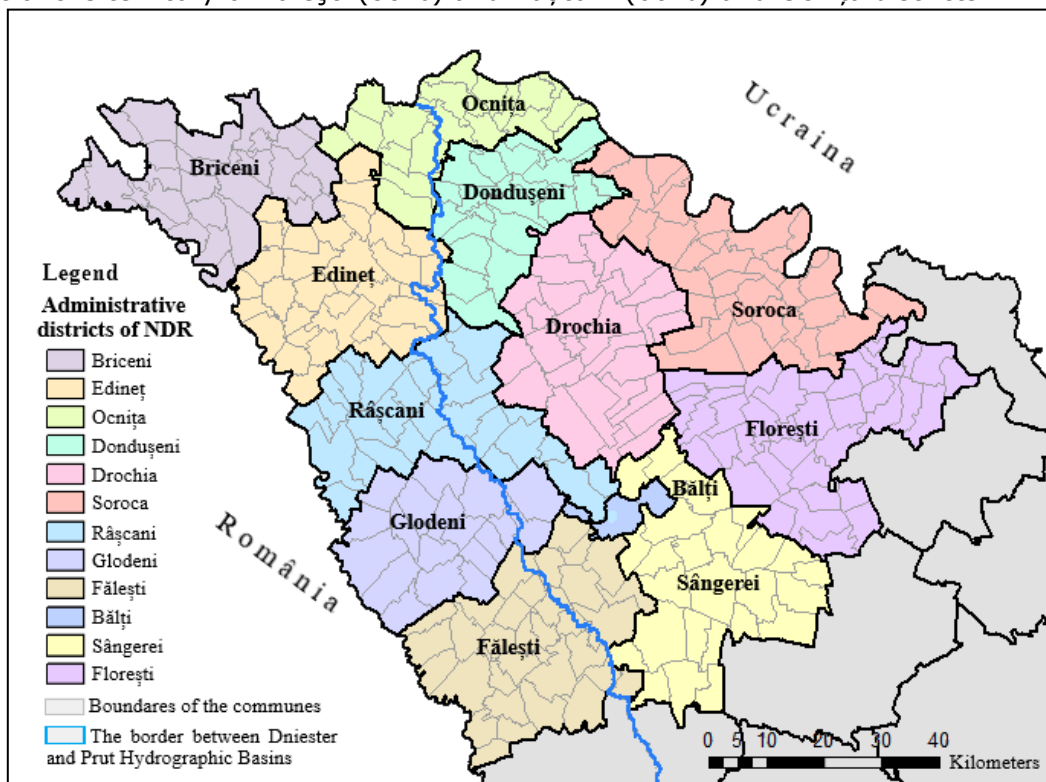 Ocnița
Ucraina
Briceni
Dondușeni
Edineț
Soroca
Drochia
Râșcani
Florești
Bălți
Glodeni
România
Sângerei
Fălești
Legend
Administrative
districts of NDR
Briceni
Edineț
Ocnița
Dondușeni
Drochia
Soroca
Râșcani
Glodeni
Fălești
Bălți
Sângerei
Florești
Boundares of the communes
The border between Dniester
and Prut Hydrographic Basins
0 5 10 20 30 40
Kilometers